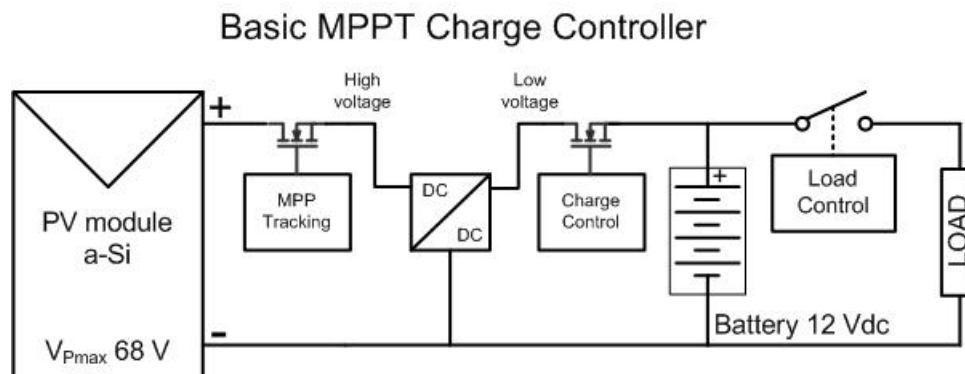 Basic MPPT Charge Controller
High
voltage
Low
voltage
+
MPP
Tracking
DC
DC
Charge
Control
+
Load
Control
LOAD
PV module
a-Si
VPmax 68 V
-
Battery 12 Vdc